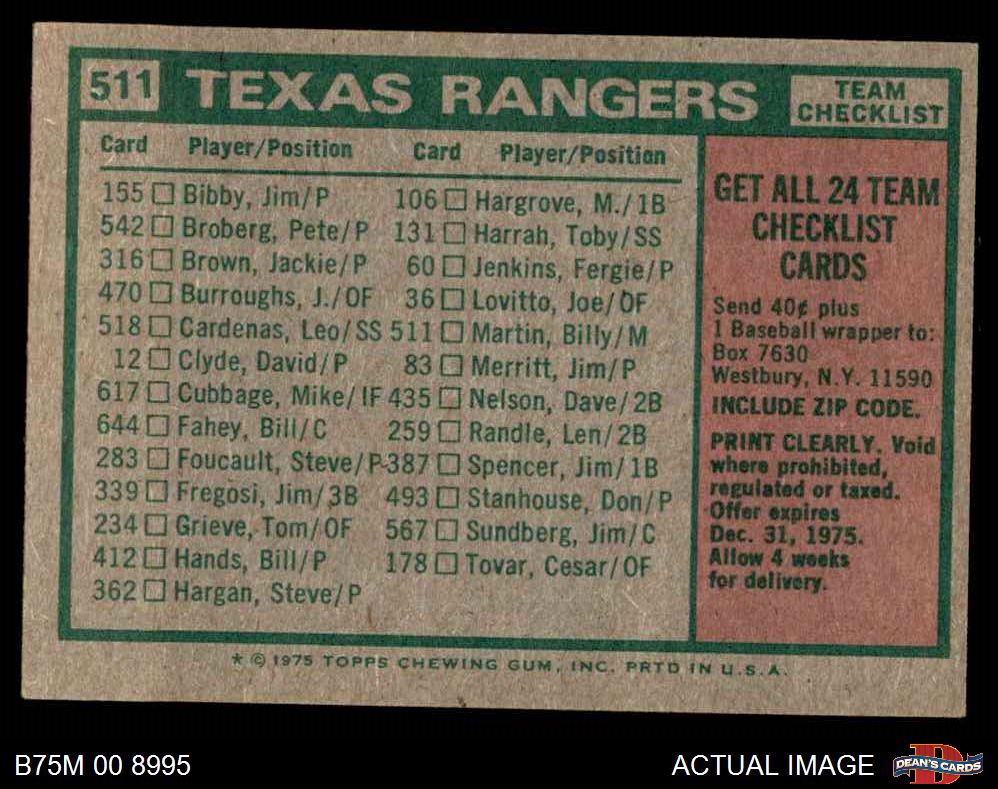 511 TEXAS RANGERS TEAM CHECKLIST
Card Player/Position Card Player/Position
155 Bibby, Jim/P
542 Broberg, Pete/P
316 Brown, Jackie/P
470 Burroughs, J./OF
518 Cardenas, Leo/SS
12 Clyde, David/P
617 Cubbage, Mike/IF
644 Fahey, Bill/C
283 Foucault, Steve/P
339 Fregosi, Jim/3B
234 Grieve, Tom/OF
412 Hands, Bill/P
362 Hargan, Steve/P
106 Hargrove, M./1B
131 Harrah, Toby/SS
60 Jenkins, Fergie/P
36 Lovitto, Joe/OF
511 Martin, Billy/M
83 Merritt, Jim/P
435 Nelson, Dave/2B
259 Randle, Len/2B
387 Spencer, Jim/1B
493 Stanhouse, Don/P
567 Sundberg, Jim/C
178 Tovar, Cesar/OF
GET ALL 24 TEAM
CHECKLIST
CARDS
Send 40¢ plus
1 Baseball wrapper to:
Box 7630
Westbury, N.Y. 11590
INCLUDE ZIP CODE.
PRINT CLEARLY. Void
where prohibited,
regulated or taxed.
Offer expires
Dec. 31, 1975.
Allow 4 weeks
for delivery.
* © 1975 TOPPS CHEWING GUM, INC. PRTD IN U.S.A.
B75M 00 8995
ACTUAL IMAGE
DEAN'S CARDS